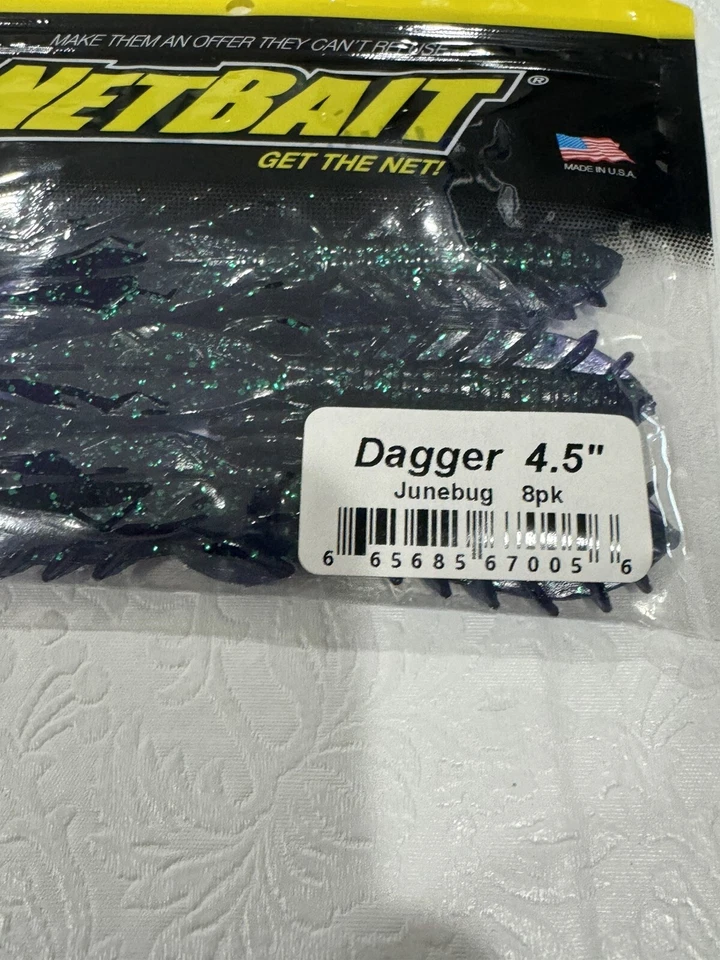 MAKE THEM AN OFFER THEY CAN'T REFUSE
NETBAIT®
GET THE NET!
MADE IN U.S.A.
Dagger 4.5"
Junebug 8pk
6 65685 67005 6